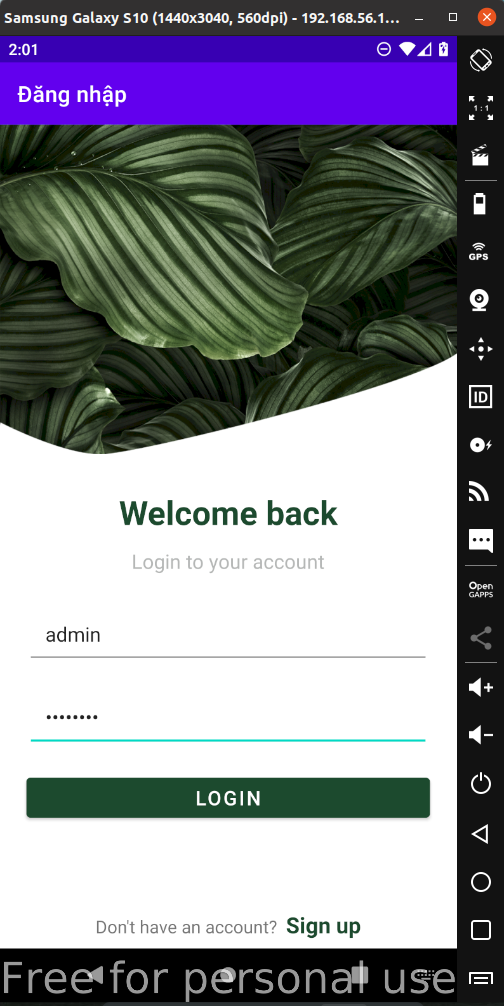 Samsung Galaxy S10 (1440x3040, 560dpi) - 192.168.56.1...
2:01
Đăng nhập
1:1
GPS
ID
Open
GAPPS
Welcome back
Login to your account
admin
••••••••
LOGIN
Don't have an account? Sign up
Free for personal use